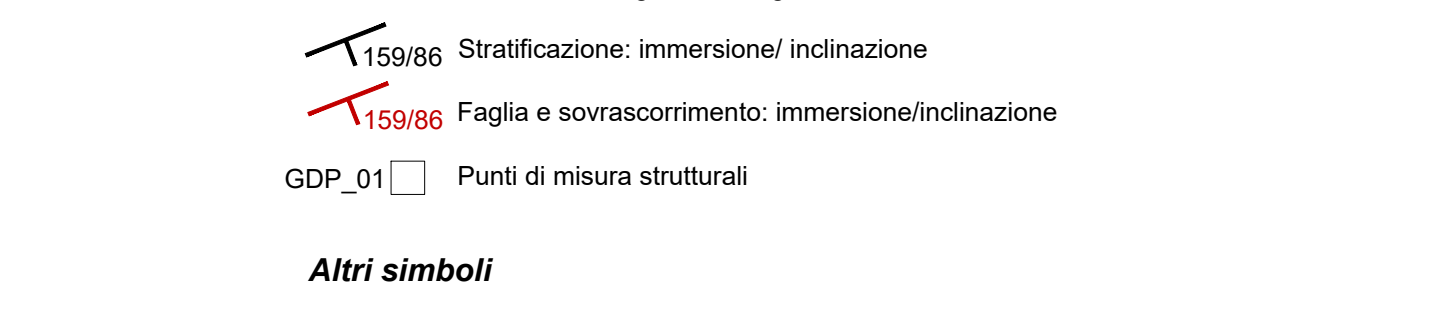 159/86 Stratificazione: immersione/ inclinazione
159/86 Faglia e sovrascorrimento: immersione/inclinazione
GDP_01 Punti di misura strutturali
Altri simboli